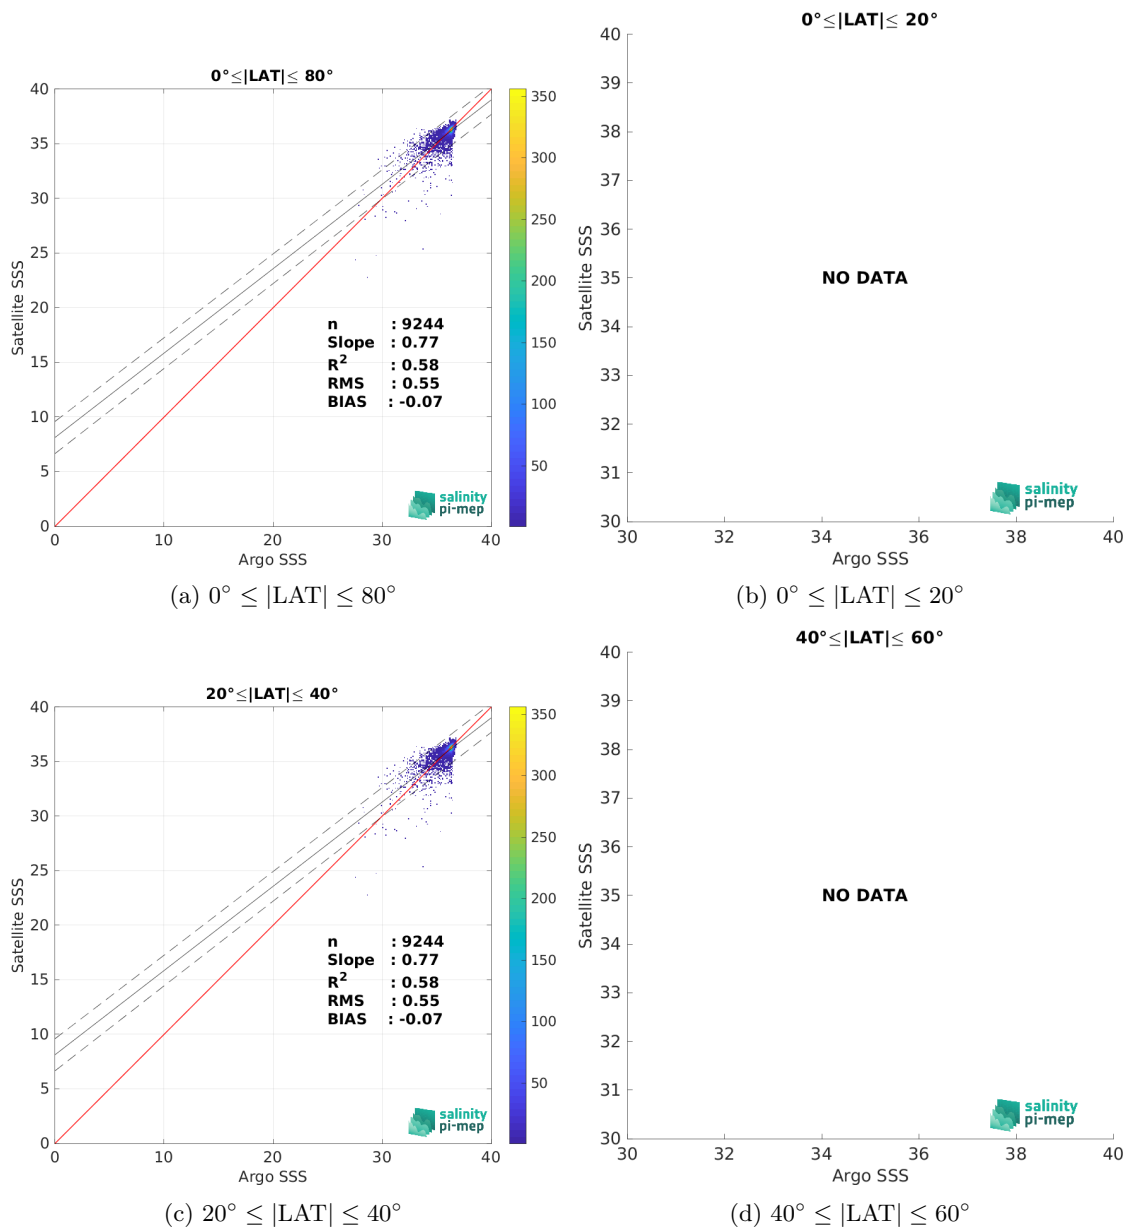 0°≤|LAT|≤ 80°
40
35
30
25
20
15
10
5
0
0
10
20
30
40
Satellite SSS
Argo SSS
n : 9244
Slope : 0.77
R² : 0.58
RMS : 0.55
BIAS : -0.07
350
300
250
200
150
100
50
salinity
pi-mep
(a) 0° ≤ |LAT| ≤ 80°
0°≤|LAT|≤ 20°
40
39
38
37
36
35
34
33
32
31
30
30
32
34
36
38
40
Satellite SSS
Argo SSS
NO DATA
salinity
pi-mep
(b) 0° ≤ |LAT| ≤ 20°
20°≤|LAT|≤ 40°
40
35
30
25
20
15
10
5
0
0
10
20
30
40
Satellite SSS
Argo SSS
n : 9244
Slope : 0.77
R² : 0.58
RMS : 0.55
BIAS : -0.07
350
300
250
200
150
100
50
salinity
pi-mep
(c) 20° ≤ |LAT| ≤ 40°
40°≤|LAT|≤ 60°
40
39
38
37
36
35
34
33
32
31
30
30
32
34
36
38
40
Satellite SSS
Argo SSS
NO DATA
salinity
pi-mep
(d) 40° ≤ |LAT| ≤ 60°